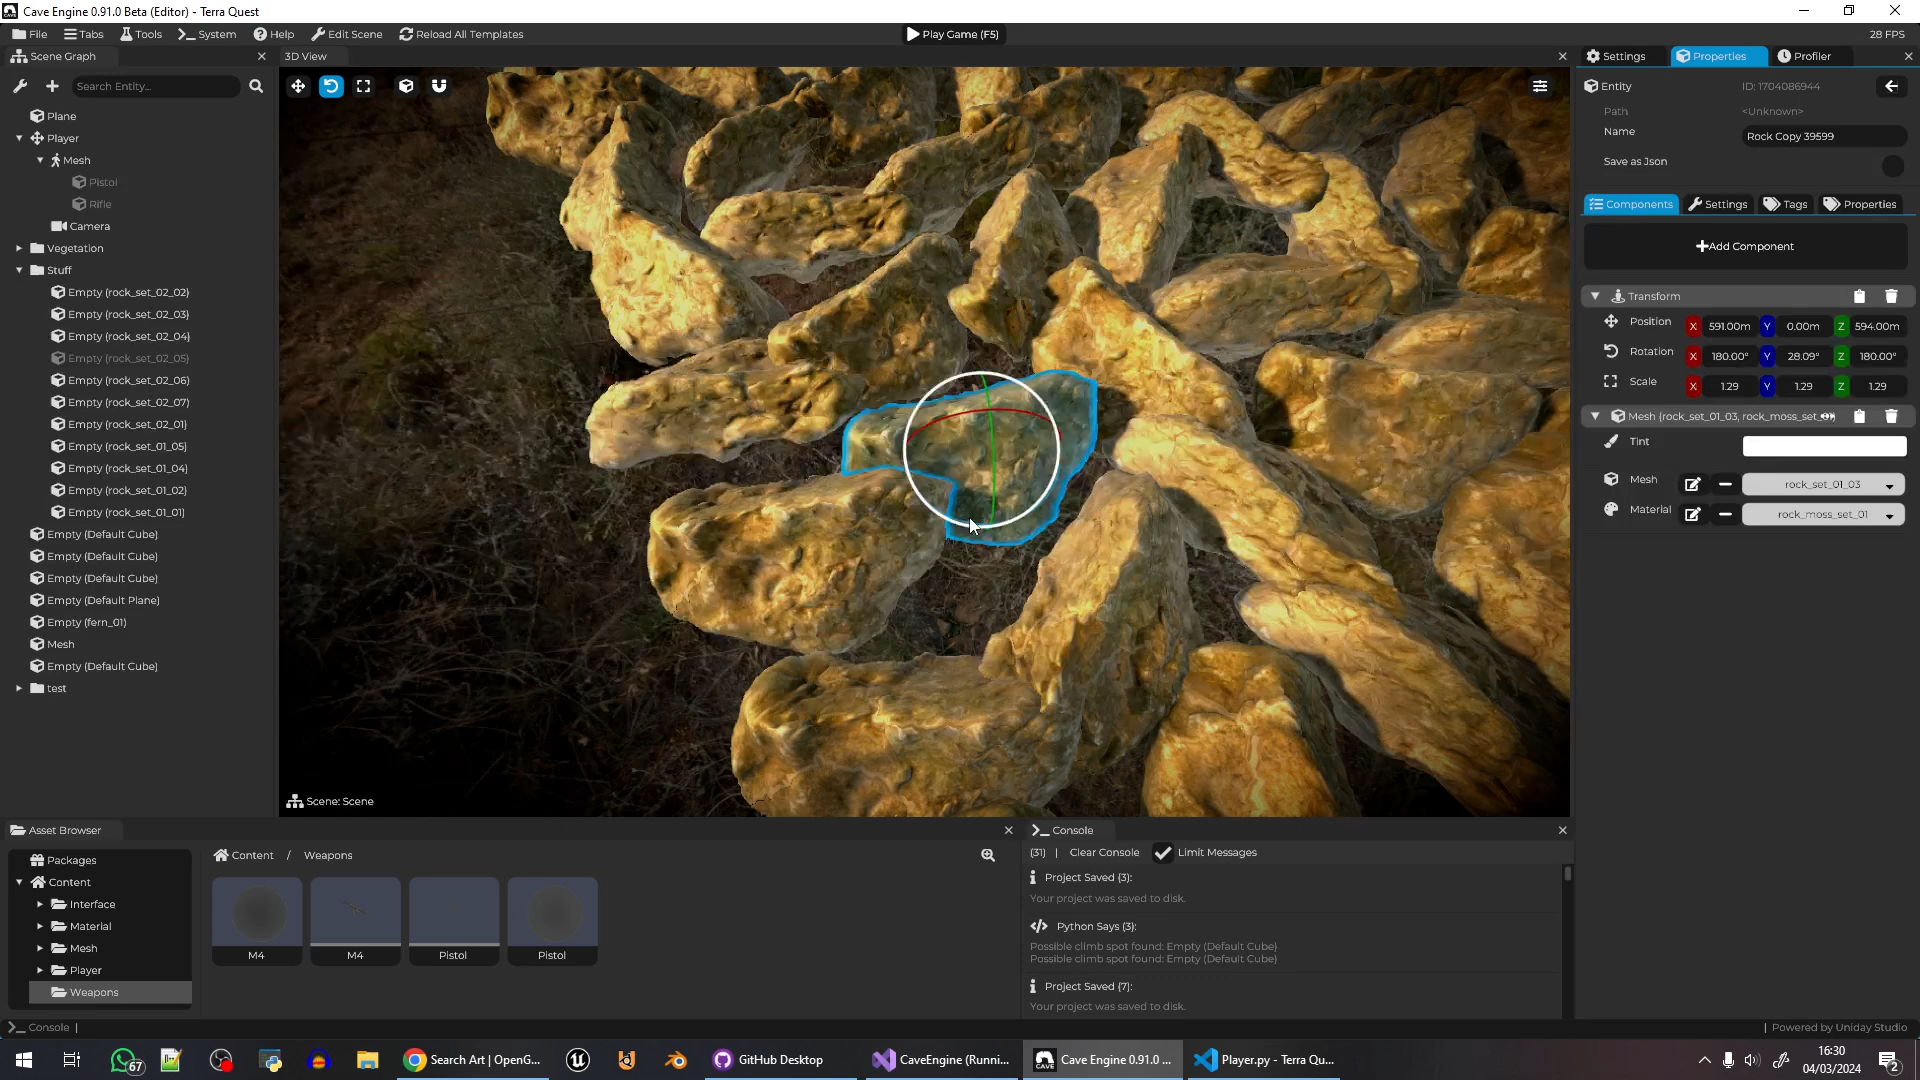 Cave Engine 0.91.0 Beta (Editor) - Terra Quest
File Tabs Tools System Help Edit Scene Reload All Templates Play Game (F5) 28 FPS
Scene Graph
3D View
Settings Properties Profiler
Search Entity...
Plane
Player
Mesh
Pistol
Rifle
Camera
Vegetation
Stuff
Empty (rock_set_02_02)
Empty (rock_set_02_03)
Empty (rock_set_02_04)
Empty (rock_set_02_05)
Empty (rock_set_02_06)
Empty (rock_set_02_07)
Empty (rock_set_02_01)
Empty (rock_set_01_05)
Empty (rock_set_01_04)
Empty (rock_set_01_02)
Empty (rock_set_01_01)
Empty (Default Cube)
Empty (Default Cube)
Empty (Default Cube)
Empty (Default Plane)
Empty (fern_01)
Mesh
Empty (Default Cube)
test
Scene: Scene
Entity ID: 1704086944
Path <Unknown>
Name Rock Copy 39599
Save as Json
Components Settings Tags Properties
Add Component
Transform
Position X 591.00m Y 0.00m Z 594.00m
Rotation X 180.00° Y 28.09° Z 180.00°
Scale X 1.29 Y 1.29 Z 1.29
Mesh (rock_set_01_03, rock_moss_set_
Tint
Mesh rock_set_01_03
Material rock_moss_set_01
Asset Browser
Packages
Content
Interface
Material
Mesh
Player
Weapons
Content / Weapons
M4 M4 Pistol Pistol
Console
(31) | Clear Console Limit Messages
Project Saved (3):
Your project was saved to disk.
Python Says (3):
Possible climb spot found: Empty (Default Cube)
Possible climb spot found: Empty (Default Cube)
Project Saved (7):
Your project was saved to disk.
Console |
| Powered by Uniday Studio
67
Search Art | OpenG...
GitHub Desktop
CaveEngine (Runni...
Cave Engine 0.91.0 ...
Player.py - Terra Qu...
16:30
04/03/2024
2